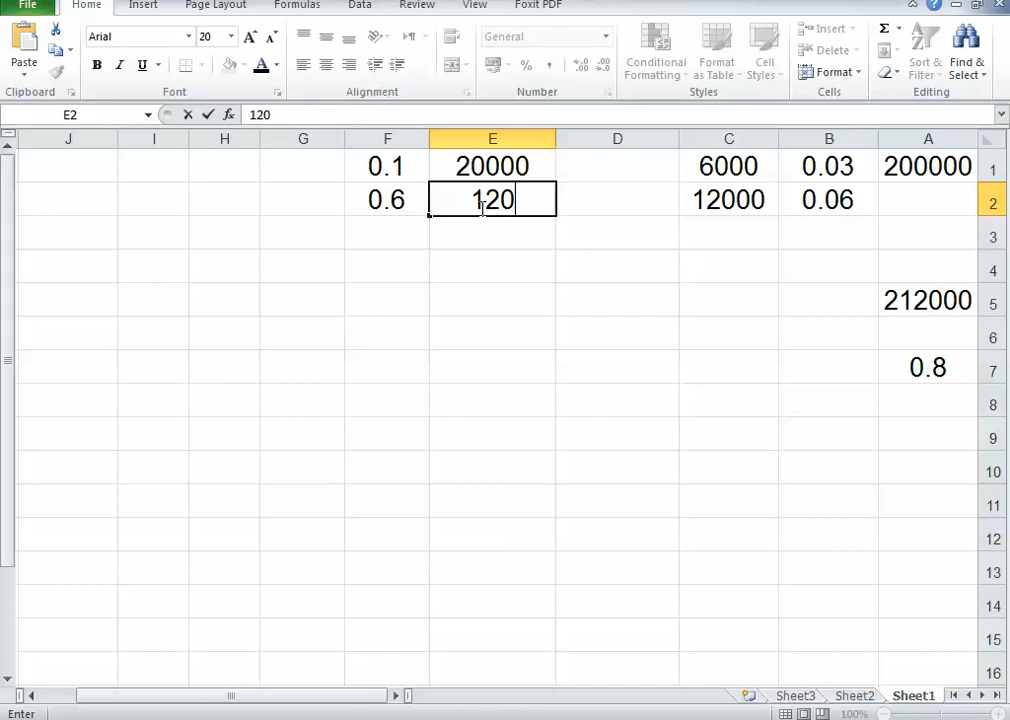 File Home Insert Page Layout Formulas Data Review View Foxit PDF
Arial 20 A A General Insert Σ
Paste B I U % , .00 .0 Conditional Format Cell Delete Sort & Find &
Formatting as Table Styles Format Filter Select
Clipboard Font Alignment Number Styles Cells Editing
E2 fx 120
J I H G F E D C B A
0.1 20000 6000 0.03 200000 1
0.6 120 12000 0.06 2
3
4
212000 5
6
0.8 7
8
9
10
11
12
13
14
15
16
Sheet3 Sheet2 Sheet1
Enter 100%